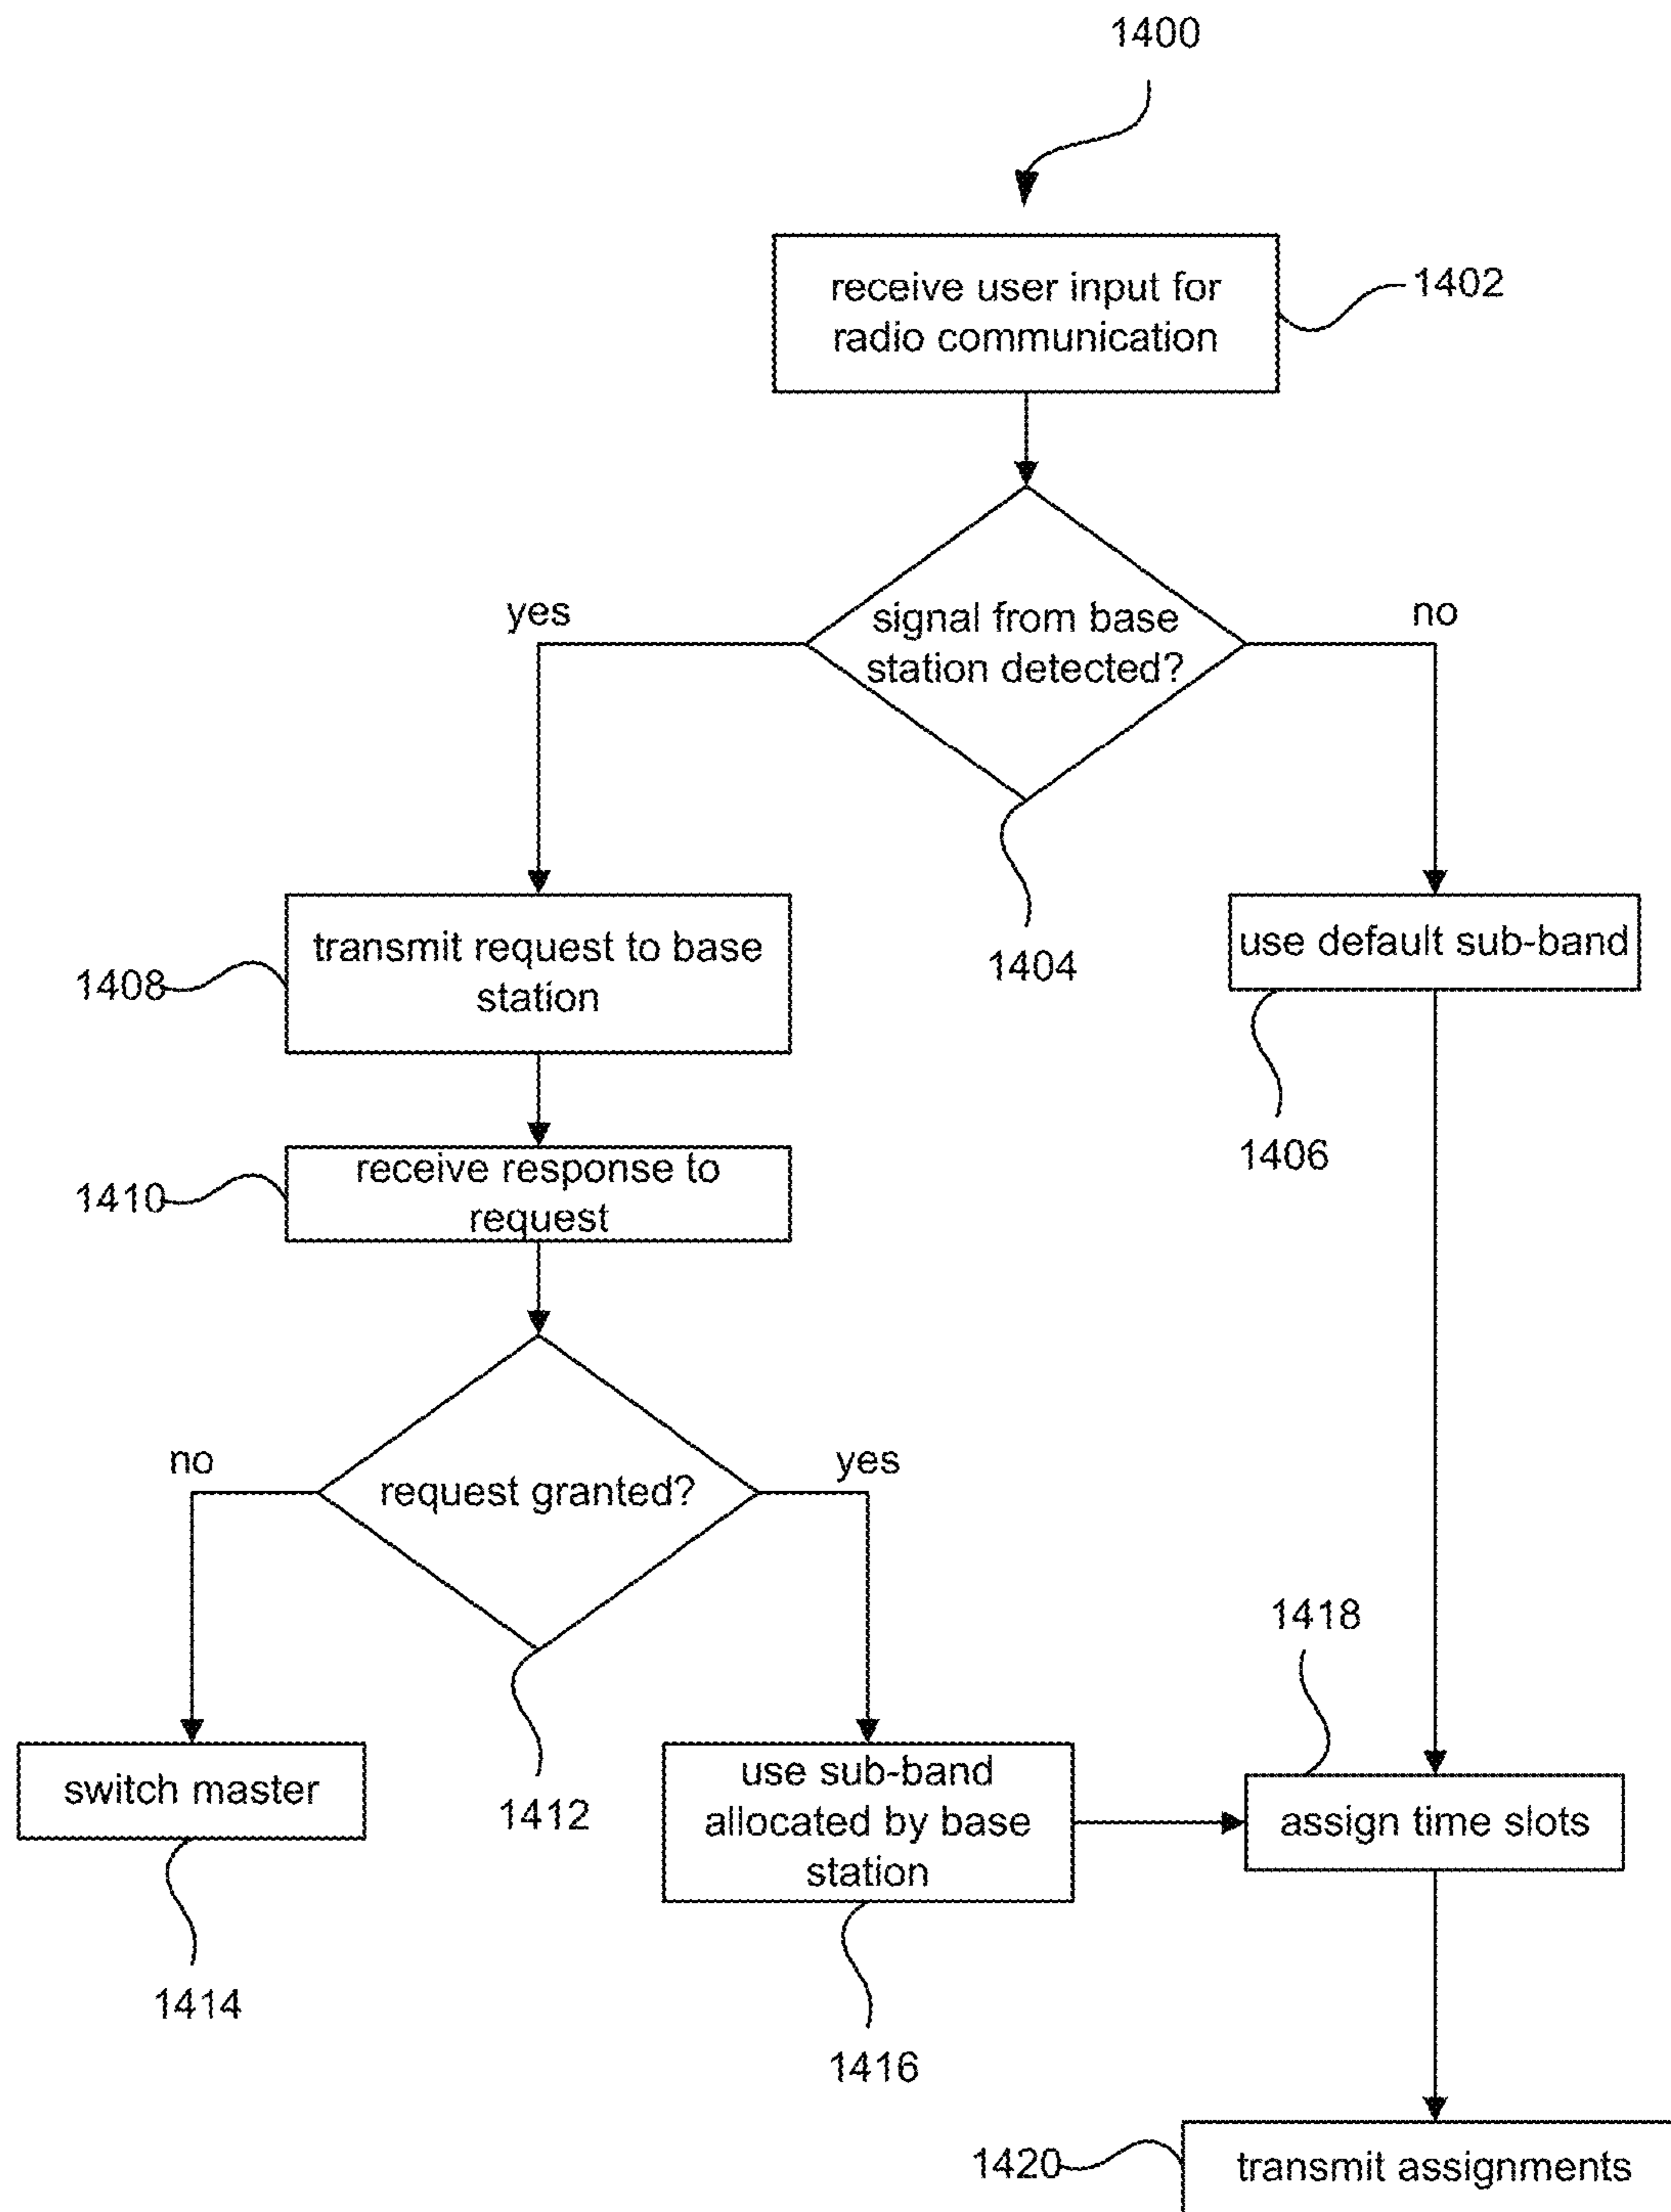 1400
receive user input for
radio communication
1402
signal from base
station detected?
yes
no
1404
transmit request to base
station
1408
use default sub-band
1406
receive response to
request
1410
request granted?
no
yes
1412
switch master
1414
use sub-band
allocated by base
station
1416
1418
assign time slots
1420
transmit assignments